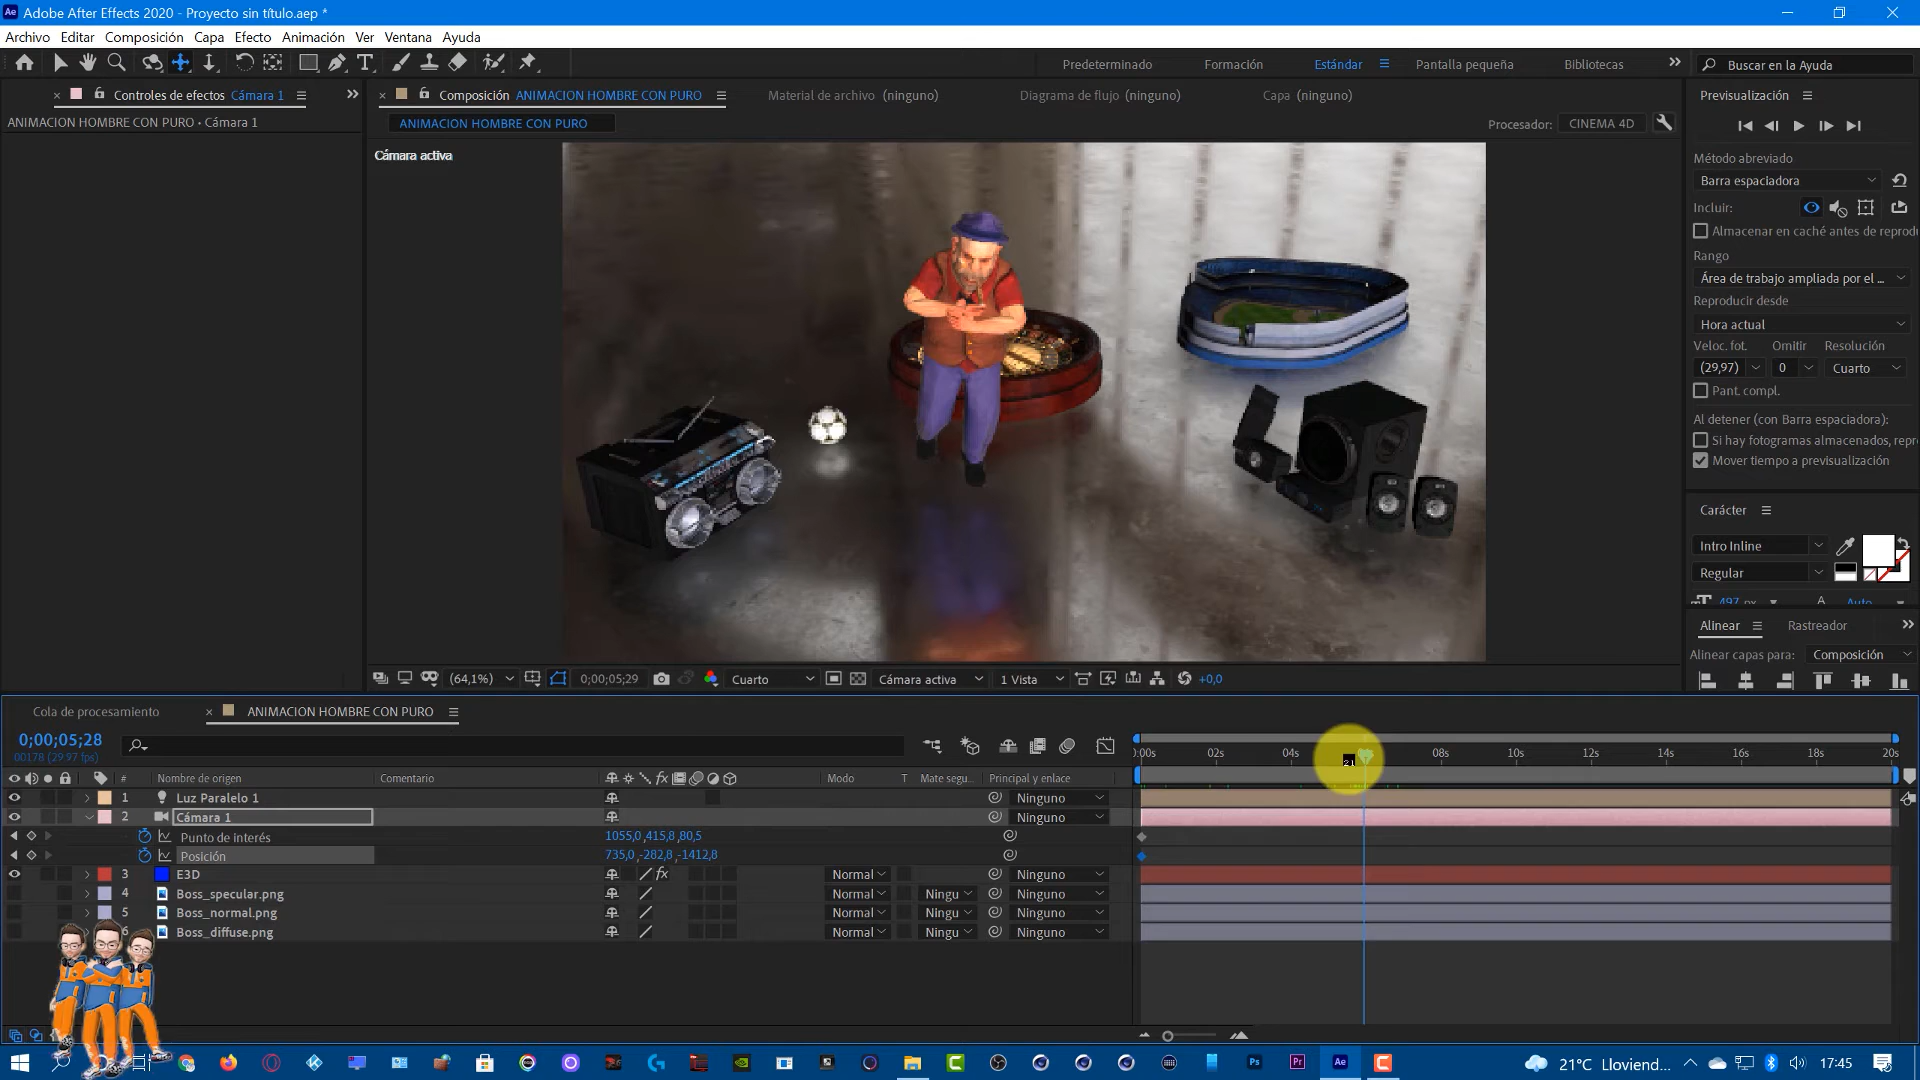 Adobe After Effects 2020 - Proyecto sin título.aep *
Archivo Editar Composición Capa Efecto Animación Ver Ventana Ayuda
Predeterminado Formación Estándar Pantalla pequeña Bibliotecas Buscar en la Ayuda
Controles de efectos Cámara 1
Composición ANIMACION HOMBRE CON PURO Material de archivo (ninguno) Diagrama de flujo (ninguno) Capa (ninguno)
Previsualización
ANIMACION HOMBRE CON PURO • Cámara 1
ANIMACION HOMBRE CON PURO
Procesador: CINEMA 4D
Cámara activa
Método abreviado
Barra espaciadora
Incluir:
Almacenar en caché antes de reprodu
Rango
Área de trabajo ampliada por el ...
Reproducir desde
Hora actual
Veloc. fot. Omitir Resolución
(29,97) 0 Cuarto
Pant. compl.
Al detener (con Barra espaciadora):
Si hay fotogramas almacenados, repr
Mover tiempo a previsualización
Carácter
Intro Inline
Regular
497 px Auto
Alinear Rastreador
Alinear capas para: Composición
(64,1%) 0;00;05;29 Cuarto Cámara activa 1 Vista +0,0
Cola de procesamiento ANIMACION HOMBRE CON PURO
0;00;05;28
00178 (29.97 fps)
02s 04s 08s 10s 12s 14s 16s 18s 20s
# Nombre de origen Comentario Modo T Mate segu... Principal y enlace
1 Luz Paralelo 1 Ninguno
2 Cámara 1 Ninguno
Punto de interés 1055,0 ,415,8 ,80,5
Posición 735,0 ,-282,8 ,-1412,8
3 E3D Normal Ninguno
4 Boss_specular.png Normal Ningu Ninguno
5 Boss_normal.png Normal Ningu Ninguno
6 Boss_diffuse.png Normal Ningu Ninguno
21°C Lloviend... 17:45